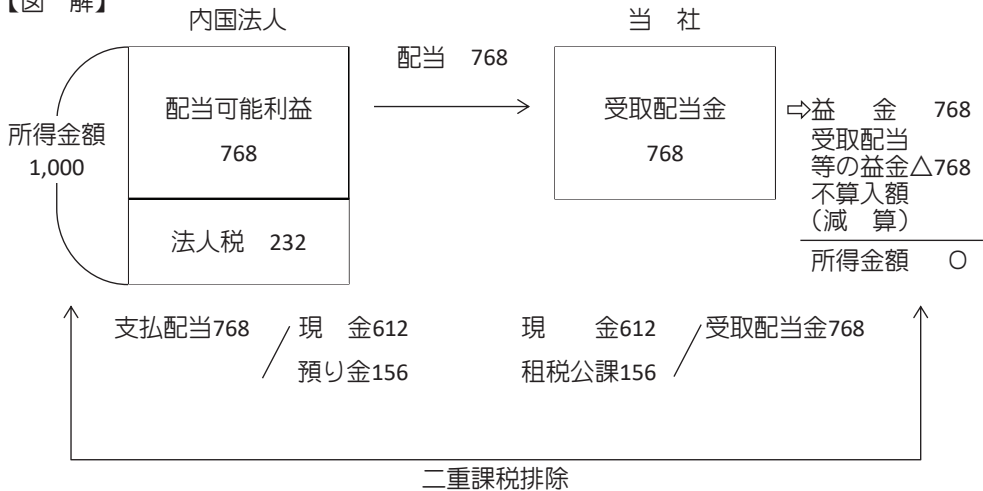 【図 解】
内国法人
当 社
配当 768
配当可能利益
768
受取配当金
768
所得金額
1,000
法人税 232
⇨益 金 768
受取配当
等の益金△768
不算入額
（減 算）
所得金額 ○
支払配当768 / 現 金612
預り金156
現 金612 / 受取配当金768
租税公課156
二重課税排除